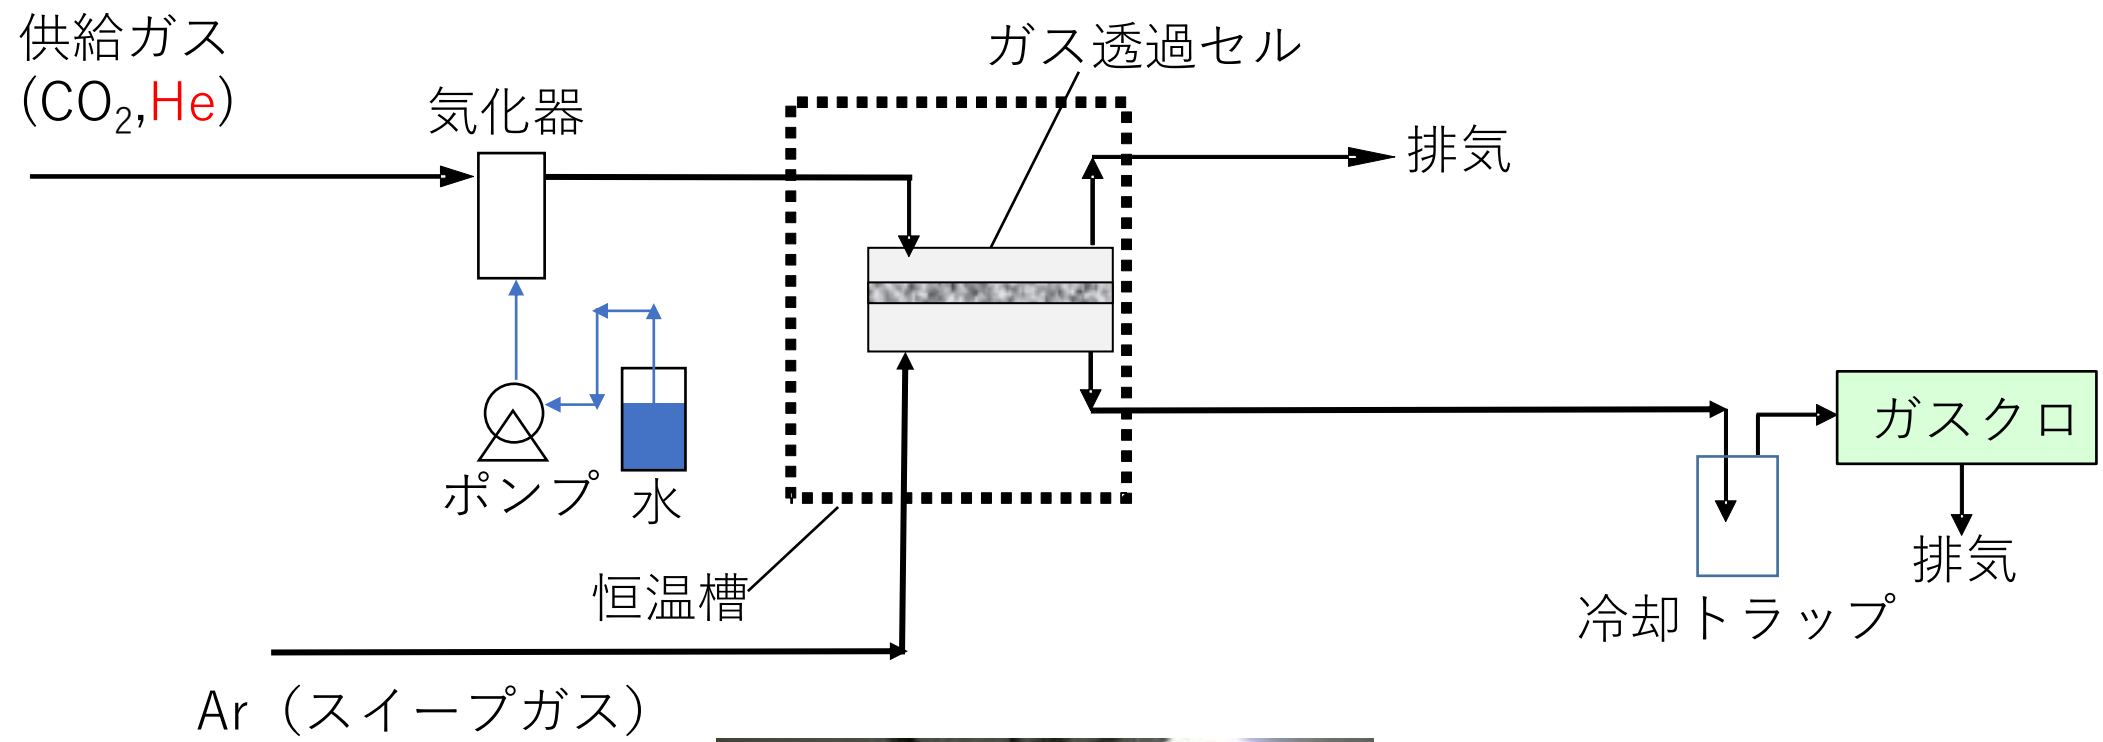 供給ガス
(CO2,He)
気化器
ガス透過セル
排気
ポンプ
水
ガスクロ
排気
恒温槽
冷却トラップ
Ar（スイープガス）